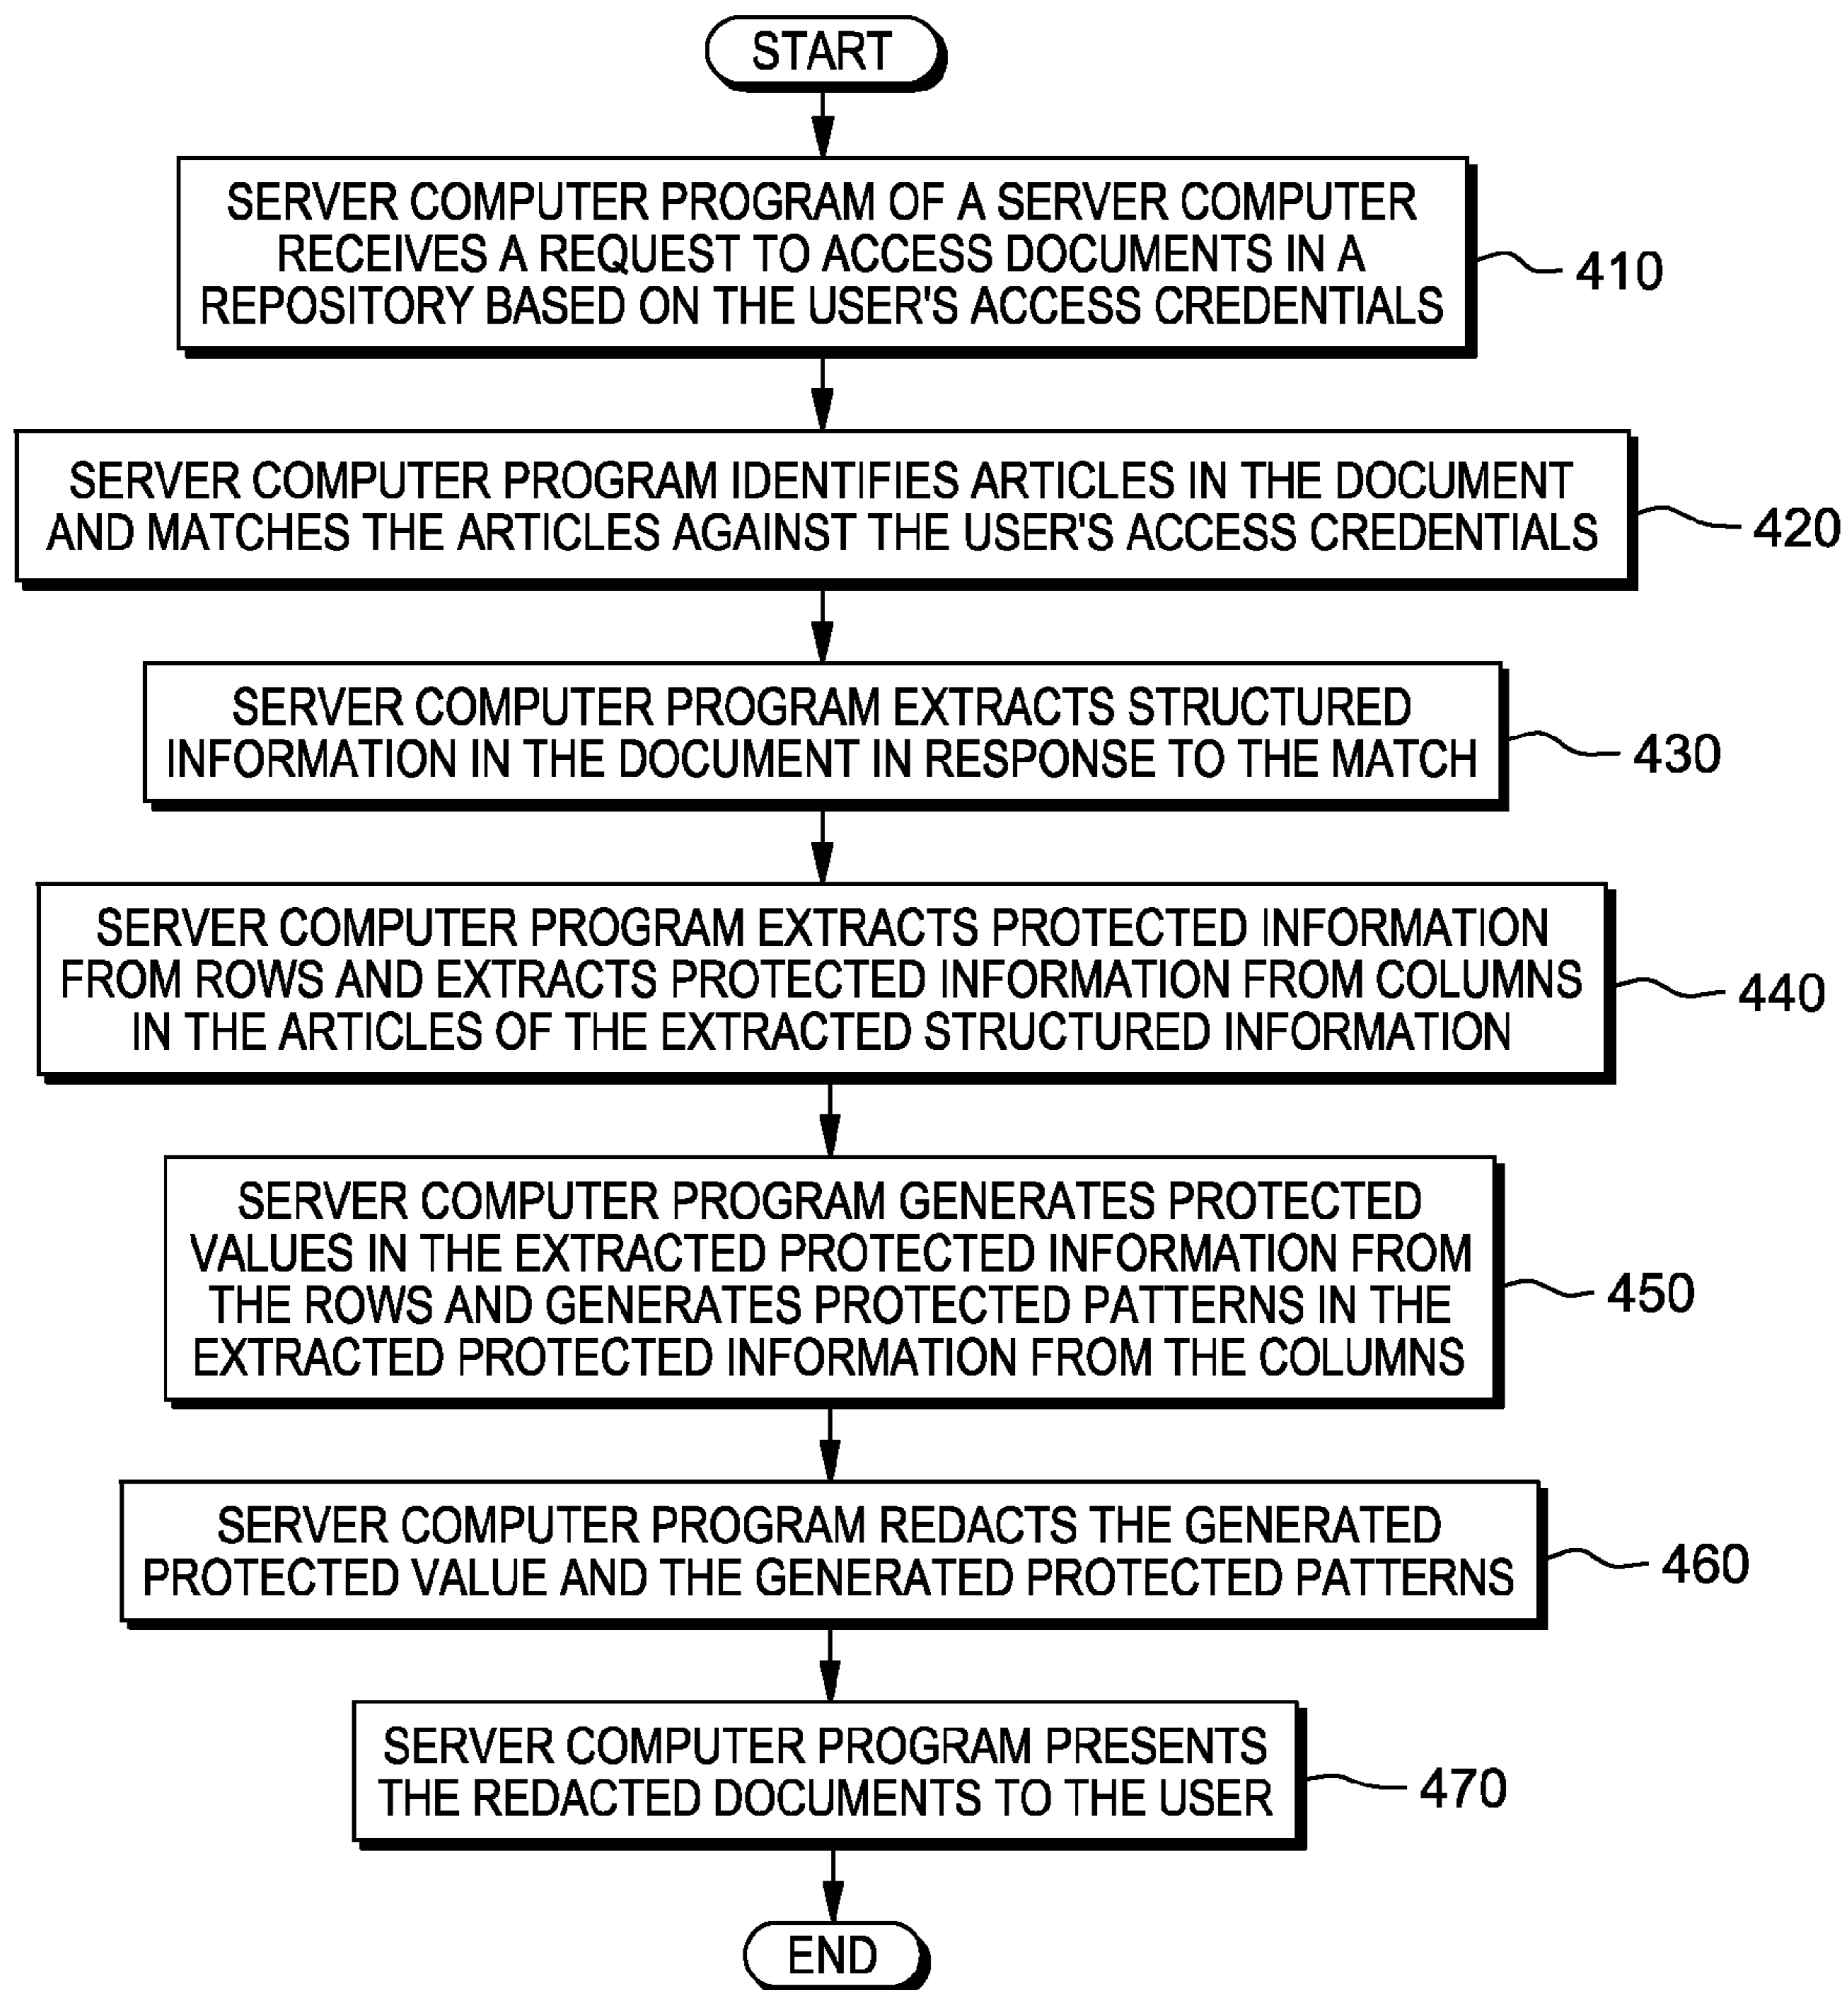 START
SERVER COMPUTER PROGRAM OF A SERVER COMPUTER
RECEIVES A REQUEST TO ACCESS DOCUMENTS IN A
REPOSITORY BASED ON THE USER'S ACCESS CREDENTIALS
410
SERVER COMPUTER PROGRAM IDENTIFIES ARTICLES IN THE DOCUMENT
AND MATCHES THE ARTICLES AGAINST THE USER'S ACCESS CREDENTIALS
420
SERVER COMPUTER PROGRAM EXTRACTS STRUCTURED
INFORMATION IN THE DOCUMENT IN RESPONSE TO THE MATCH
430
SERVER COMPUTER PROGRAM EXTRACTS PROTECTED INFORMATION
FROM ROWS AND EXTRACTS PROTECTED INFORMATION FROM COLUMNS
IN THE ARTICLES OF THE EXTRACTED STRUCTURED INFORMATION
440
SERVER COMPUTER PROGRAM GENERATES PROTECTED
VALUES IN THE EXTRACTED PROTECTED INFORMATION FROM
THE ROWS AND GENERATES PROTECTED PATTERNS IN THE
EXTRACTED PROTECTED INFORMATION FROM THE COLUMNS
450
SERVER COMPUTER PROGRAM REDACTS THE GENERATED
PROTECTED VALUE AND THE GENERATED PROTECTED PATTERNS
460
SERVER COMPUTER PROGRAM PRESENTS
THE REDACTED DOCUMENTS TO THE USER
470
END